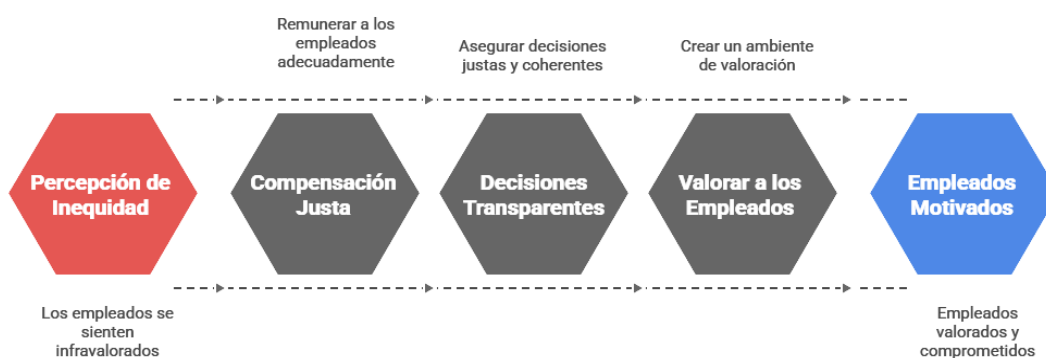 Remunerar a los
empleados
adecuadamente
Asegurar decisiones
justas y coherentes
Crear un ambiente
de valoración
Percepción de
Inequidad
Compensación
Justa
Decisiones
Transparentes
Valorar a los
Empleados
Empleados
Motivados
Los empleados se
sienten
infravalorados
Empleados
valorados y
comprometidos